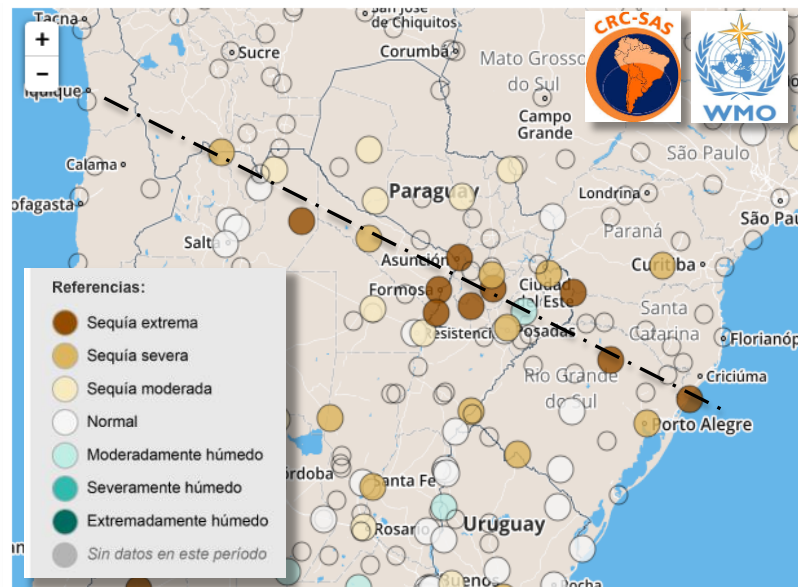 Tacna
San José
de Chiquitos
CRC-SAS
+
−
Sucre
Corumbá
Mato Grosso
do Sul
WMO
Iquique
Campo
Grande
São Paulo
Calama
Paraguay
Londrina
ofagasta
São Pau
Paraná
Salta
Asunción
Curitiba
Formosa
Ciudad
del Este
Santa
Catarina
Resistencia
Posadas
Florianóp
Rio Grande
do Sul
Criciúma
Porto Alegre
Referencias:
Sequía extrema
Sequía severa
Sequía moderada
Normal
Moderadamente húmedo
Severamente húmedo
Extremadamente húmedo
Sin datos en este período
órdoba
Santa Fe
Rosario
Uruguay
Buenos
Rocha